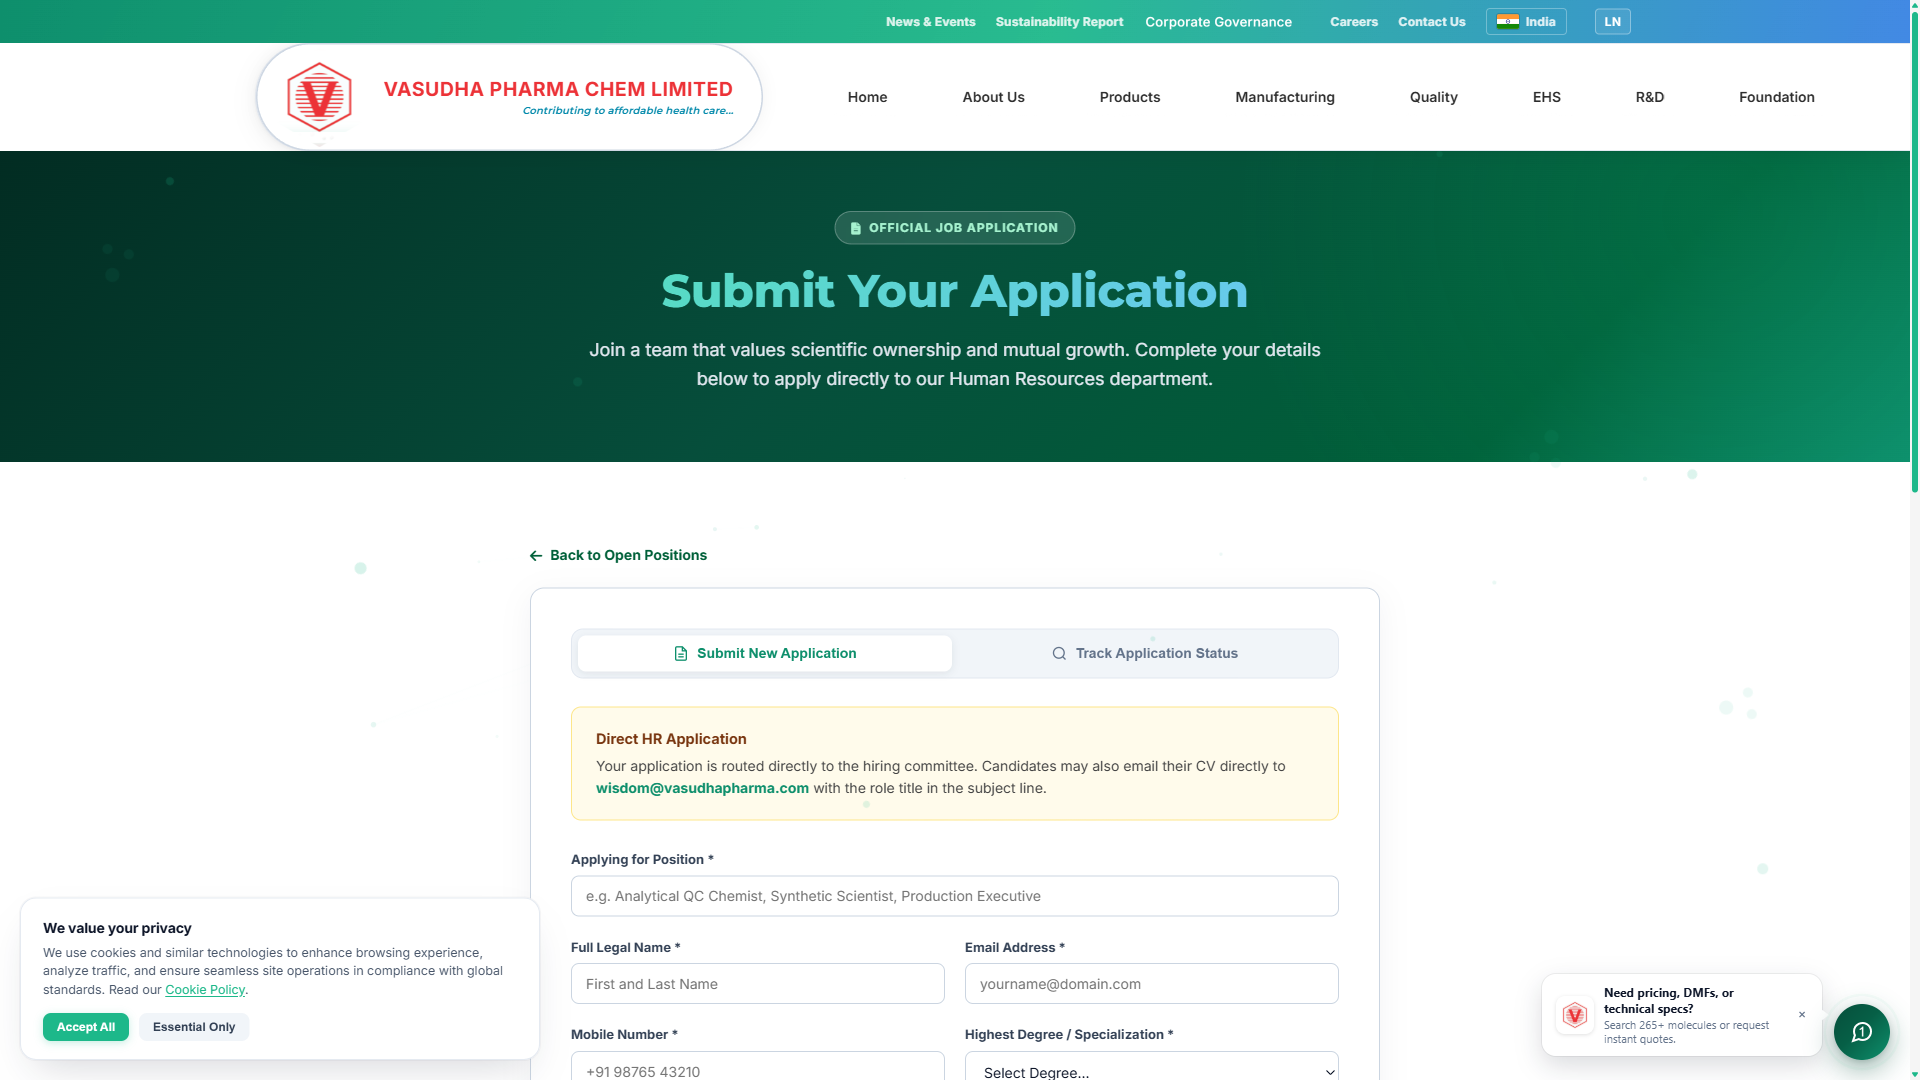 News & Events
Sustainability Report
Corporate Governance
Careers
Contact Us
India
LN
VASUDHA PHARMA CHEM LIMITED
Contributing to affordable health care...
Home
About Us
Products
Manufacturing
Quality
EHS
R&D
Foundation
OFFICIAL JOB APPLICATION
Submit Your Application
Join a team that values scientific ownership and mutual growth. Complete your details
below to apply directly to our Human Resources department.
Back to Open Positions
Submit New Application
Track Application Status
Direct HR Application
Your application is routed directly to the hiring committee. Candidates may also email their CV directly to
wisdom@vasudhapharma.com with the role title in the subject line.
Applying for Position *
e.g. Analytical QC Chemist, Synthetic Scientist, Production Executive
Full Legal Name *
Email Address *
First and Last Name
yourname@domain.com
Mobile Number *
Highest Degree / Specialization *
+91 98765 43210
Select Degree...
We value your privacy
We use cookies and similar technologies to enhance browsing experience,
analyze traffic, and ensure seamless site operations in compliance with global
standards. Read our Cookie Policy.
Accept All
Essential Only
Need pricing, DMFs, or
technical specs?
Search 265+ molecules or request
instant quotes.
×
1